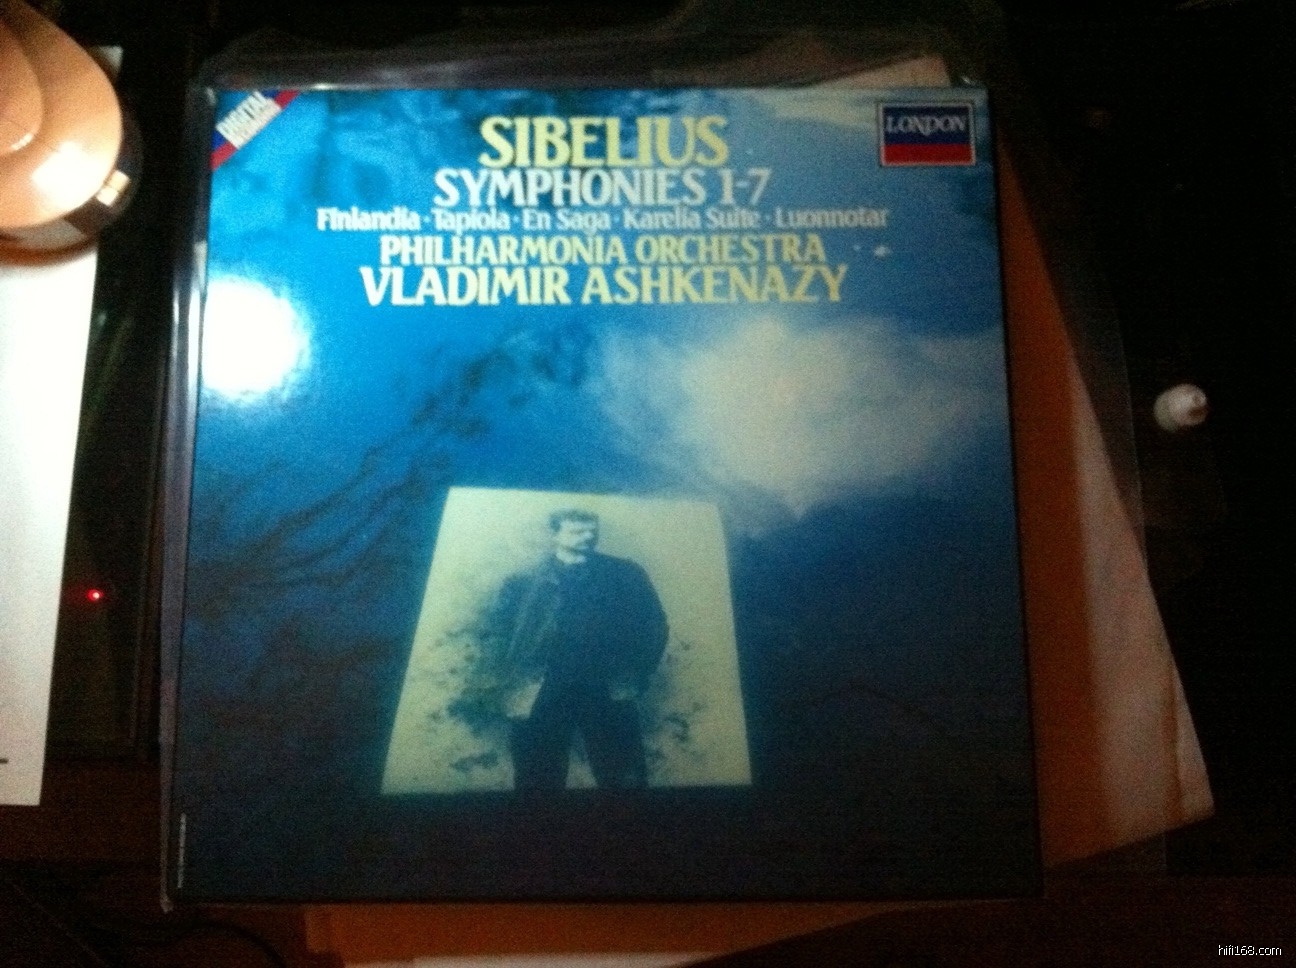 DIGITAL
RECORDING
LONDON
SIBELIUS
SYMPHONIES 1-7
Finlandia · Tapiola · En Saga · Karelia Suite · Luonnotar
PHILHARMONIA ORCHESTRA
VLADIMIR ASHKENAZY
hifi168.com